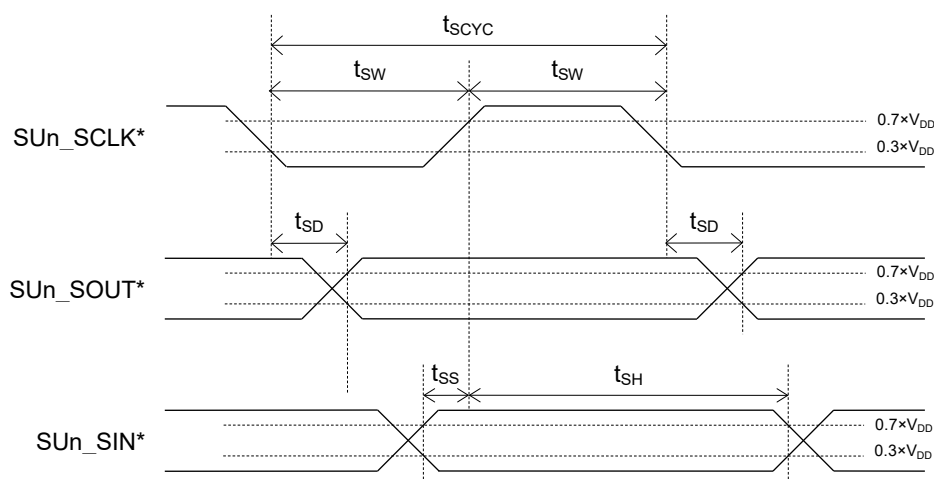 tSCYC
tSW tSW
SUn_SCLK*
0.7×VDD
0.3×VDD
tSD tSD
SUn_SOUT*
0.7×VDD
0.3×VDD
tSS tSH
SUn_SIN*
0.7×VDD
0.3×VDD